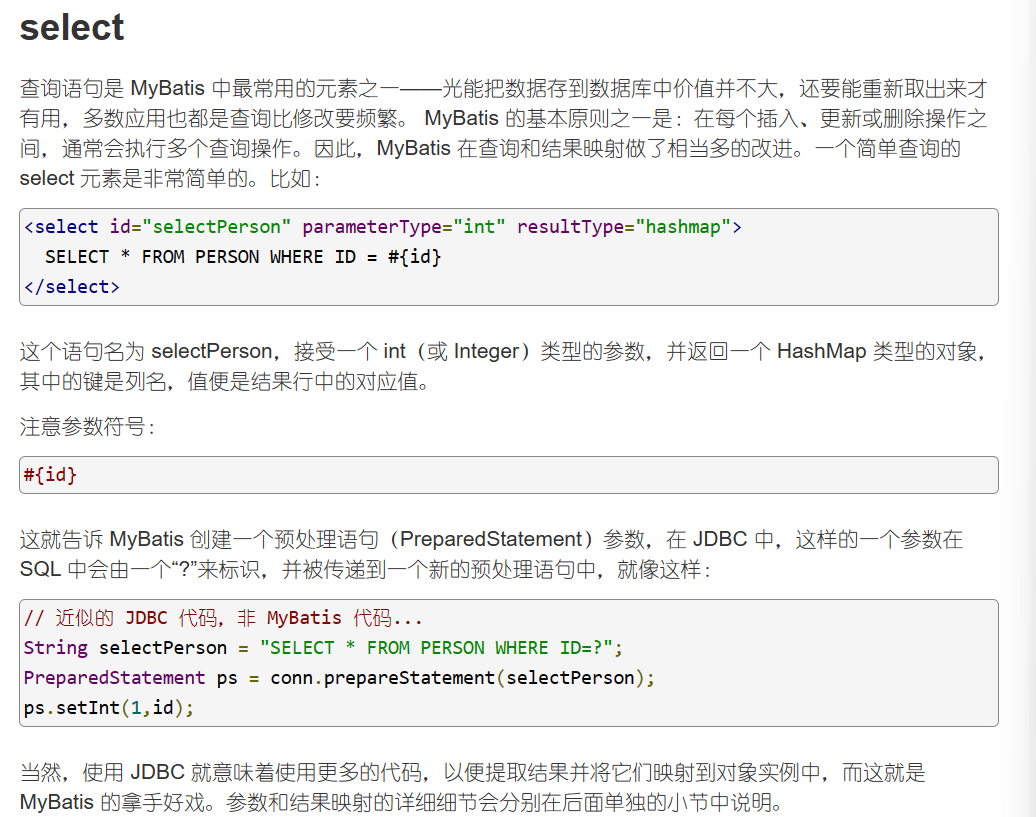 select
查询语句是 MyBatis 中最常用的元素之一——光能把数据存到数据库中价值并不大，还要能重新取出来才
有用，多数应用也都是查询比修改要频繁。 MyBatis 的基本原则之一是：在每个插入、更新或删除操作之
间，通常会执行多个查询操作。因此，MyBatis 在查询和结果映射做了相当多的改进。一个简单查询的
select 元素是非常简单的。比如：
<select id="selectPerson" parameterType="int" resultType="hashmap">
  SELECT * FROM PERSON WHERE ID = #{id}
</select>
这个语句名为 selectPerson，接受一个 int（或 Integer）类型的参数，并返回一个 HashMap 类型的对象，
其中的键是列名，值便是结果行中的对应值。
注意参数符号：
#{id}
这就告诉 MyBatis 创建一个预处理语句（PreparedStatement）参数，在 JDBC 中，这样的一个参数在
SQL 中会由一个“?”来标识，并被传递到一个新的预处理语句中，就像这样：
// 近似的 JDBC 代码，非 MyBatis 代码...
String selectPerson = "SELECT * FROM PERSON WHERE ID=?";
PreparedStatement ps = conn.prepareStatement(selectPerson);
ps.setInt(1,id);
当然，使用 JDBC 就意味着使用更多的代码，以便提取结果并将它们映射到对象实例中，而这就是
MyBatis 的拿手好戏。参数和结果映射的详细细节会分别在后面单独的小节中说明。